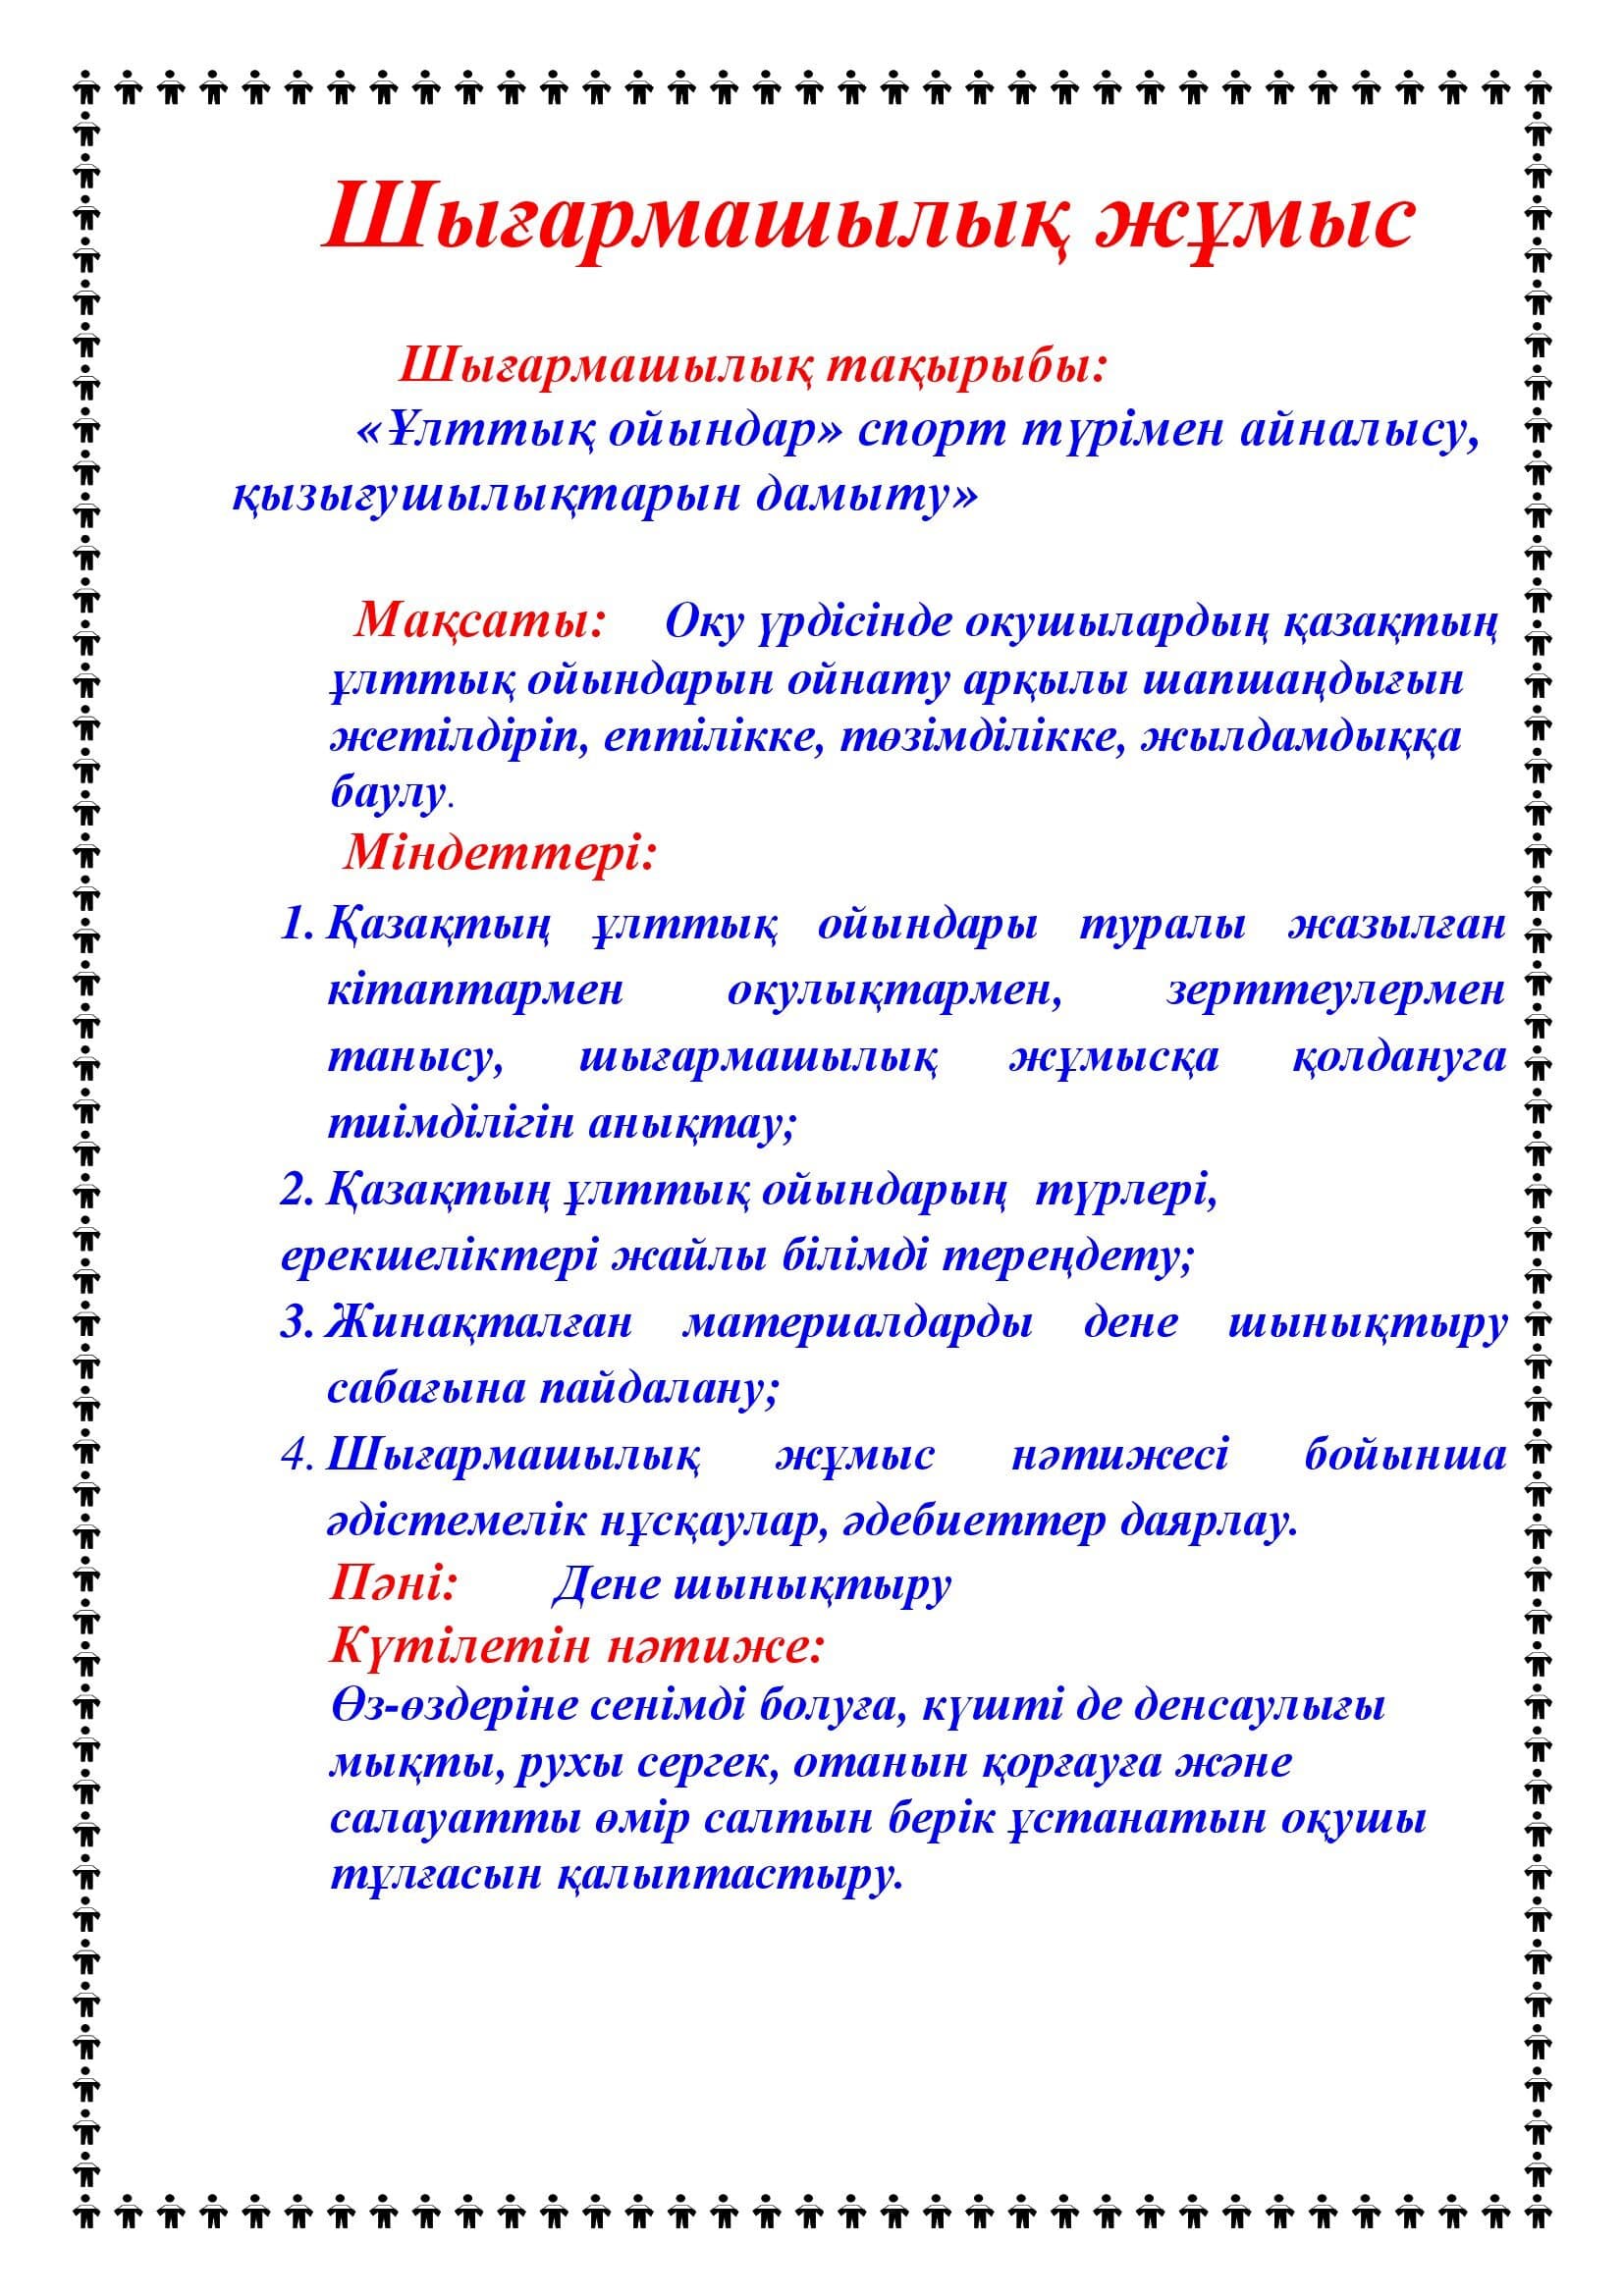 Шығармашылық жұмыс
Шығармашылық тақырыбы:
«Ұлттық ойындар» спорт түрімен айналысу,
қызығушылықтарын дамыту»
Мақсаты: Оку үрдісінде окушылардың қазақтың
ұлттық ойындарын ойнату арқылы шапшаңдығын
жетілдіріп, ептілікке, төзімділікке, жылдамдыққа
баулу.
Міндеттері:
1. Қазақтың ұлттық ойындары туралы жазылған
кітаптармен окулықтармен, зерттеулермен
танысу, шығармашылық жұмысқа қолдануга
тиімділігін анықтау;
2. Қазақтың ұлттық ойындарың түрлері,
ерекшеліктері жайлы білімді тереңдету;
3. Жинақталған материалдарды дене шынықтыру
сабағына пайдалану;
4. Шығармашылық жұмыс нәтижесі бойынша
әдістемелік нұсқаулар, әдебиеттер даярлау.
Пәні: Дене шынықтыру
Күтілетін нәтиже:
Өз-өздеріне сенімді болуға, күшті де денсаулығы
мықты, рухы сергек, отанын қорғауға және
салауатты өмір салтын берік ұстанатын оқушы
тұлғасын қалыптастыру.